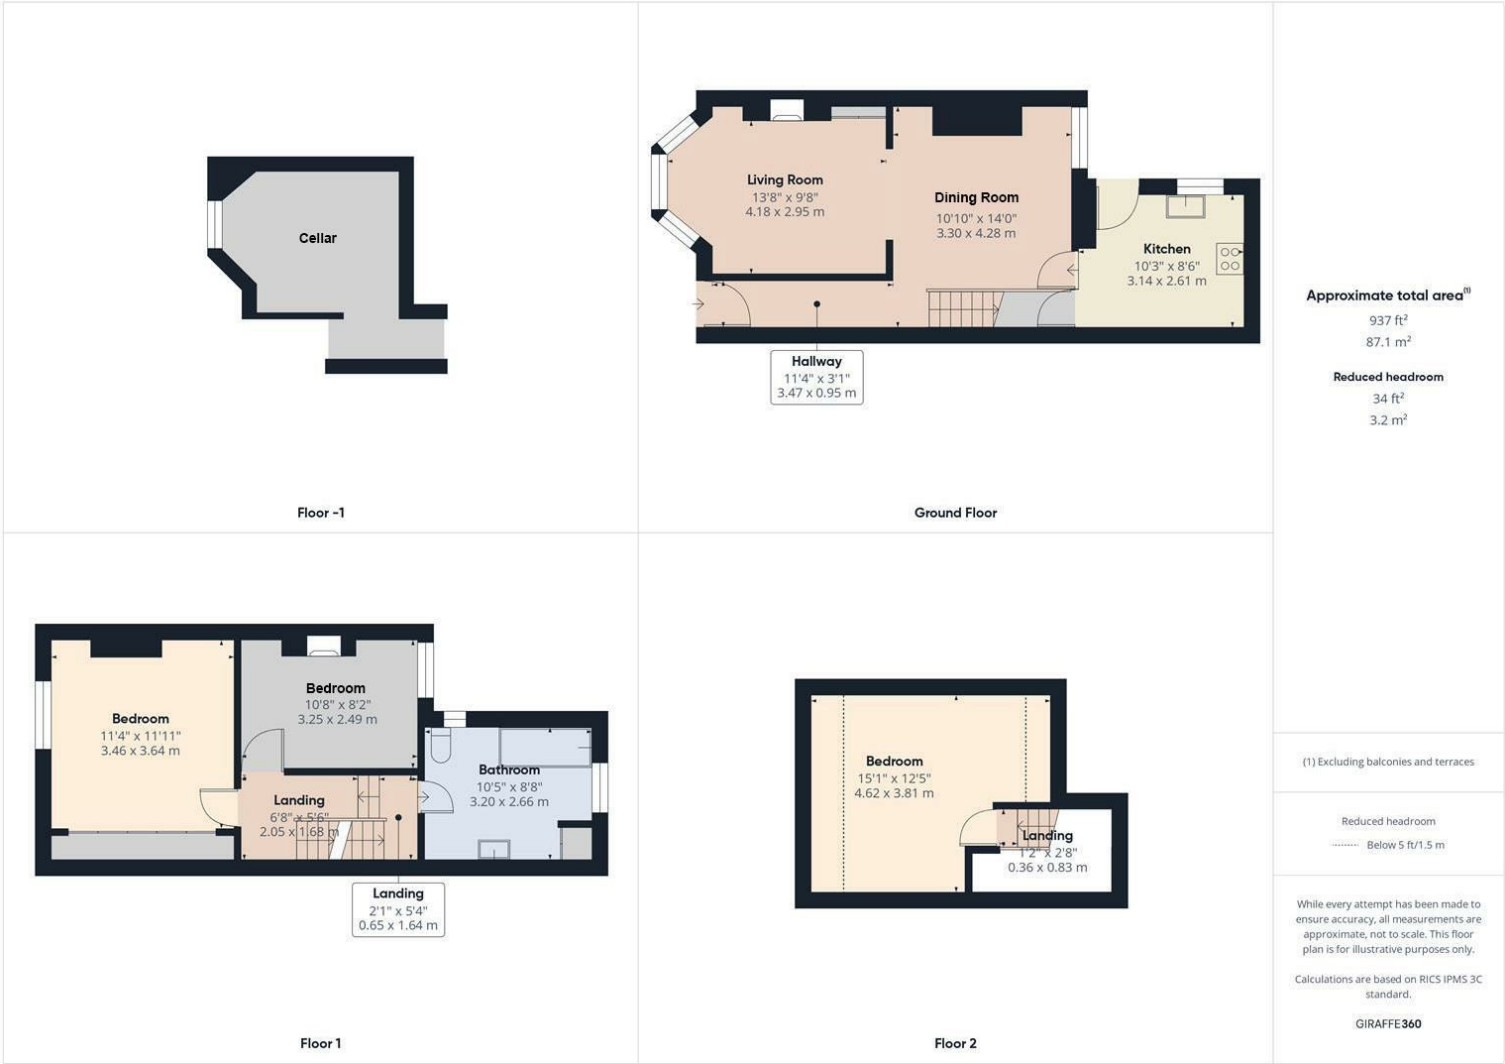 Cellar
Floor -1
Living Room
13'8" x 9'8"
4.18 x 2.95 m
Dining Room
10'10" x 14'0"
3.30 x 4.28 m
Kitchen
10'3" x 8'6"
3.14 x 2.61 m
Hallway
11'4" x 3'1"
3.47 x 0.95 m
Ground Floor
Bedroom
11'4" x 11'11"
3.46 x 3.64 m
Bedroom
10'8" x 8'2"
3.25 x 2.49 m
Bathroom
10'5" x 8'8"
3.20 x 2.66 m
Landing
6'8" x 5'6"
2.05 x 1.68 m
Landing
2'1" x 5'4"
0.65 x 1.64 m
Floor 1
Bedroom
15'1" x 12'5"
4.62 x 3.81 m
Landing
1'2" x 2'8"
0.36 x 0.83 m
Floor 2
Approximate total area(1)
937 ft²
87.1 m²
Reduced headroom
34 ft²
3.2 m²
(1) Excluding balconies and terraces
Reduced headroom
Below 5 ft/1.5 m
While every attempt has been made to
ensure accuracy, all measurements are
approximate, not to scale. This floor
plan is for illustrative purposes only.
Calculations are based on RICS IPMS 3C
standard.
GIRAFFE360